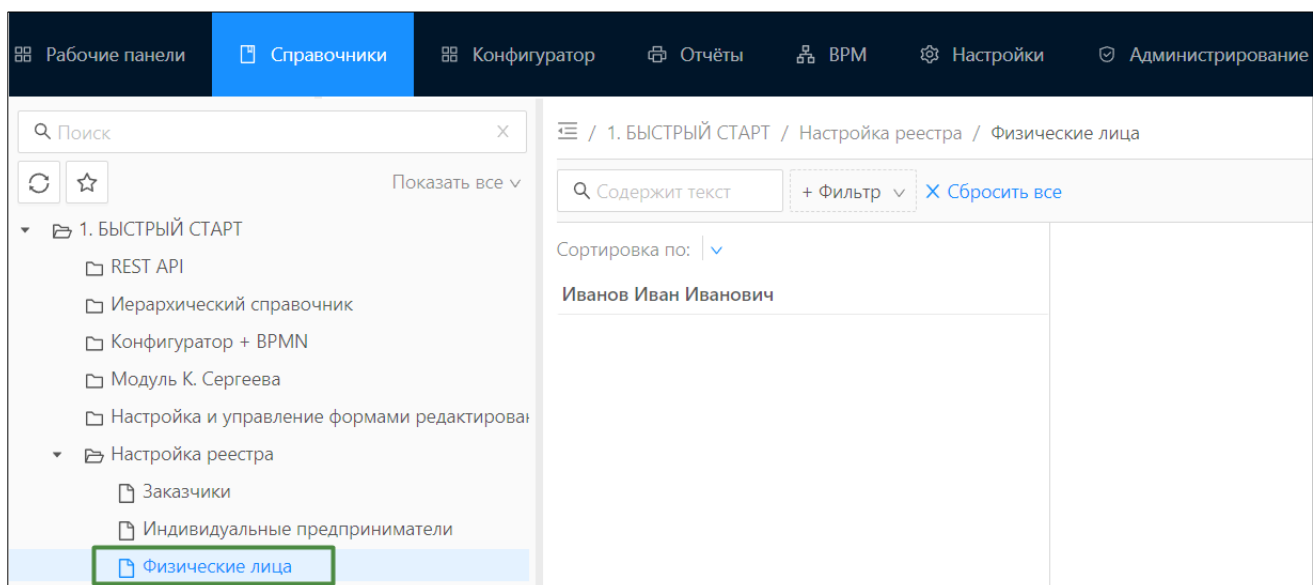 Рабочие панели Справочники Конфигуратор Отчёты BPM Настройки Администрирование
Поиск
Показать все
1. БЫСТРЫЙ СТАРТ
REST API
Иерархический справочник
Конфигуратор + BPMN
Модуль К. Сергеева
Настройка и управление формами редактирован
Настройка реестра
Заказчики
Индивидуальные предприниматели
Физические лица
/ 1. БЫСТРЫЙ СТАРТ / Настройка реестра / Физические лица
Содержит текст + Фильтр Сбросить все
Сортировка по:
Иванов Иван Иванович